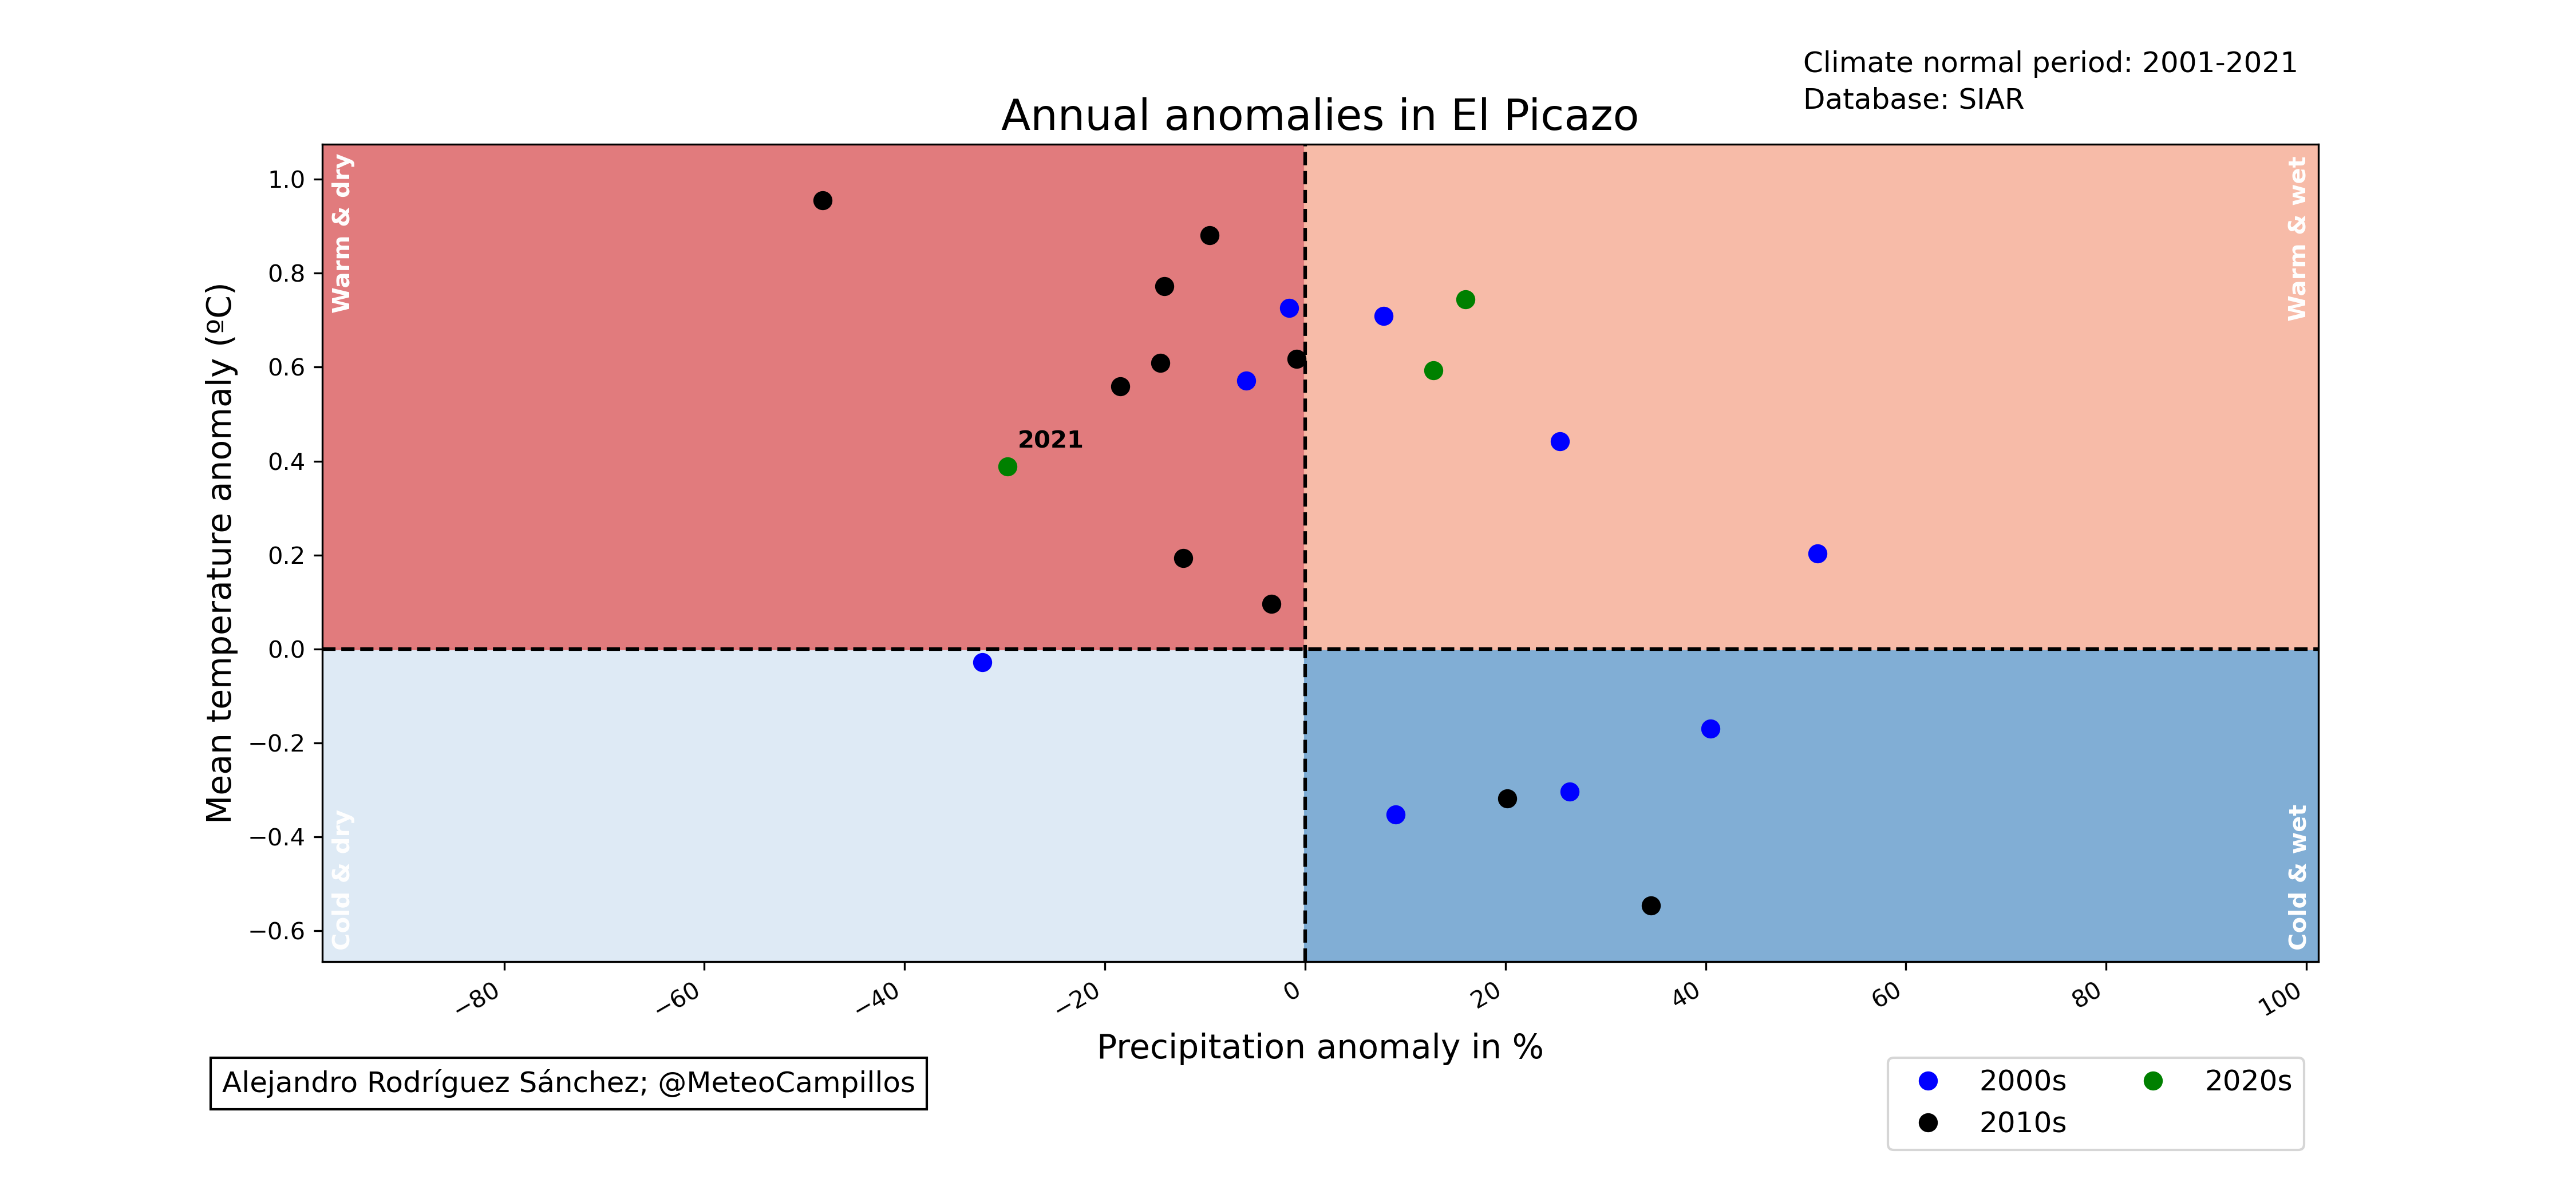 Climate normal period: 2001-2021
Database: SIAR
Annual anomalies in El Picazo
Warm & dry
Warm & wet
Cold & dry
Cold & wet
2021
Mean temperature anomaly (ºC)
1.0
0.8
0.6
0.4
0.2
0.0
−0.2
−0.4
−0.6
−80
−60
−40
−20
0
20
40
60
80
100
Precipitation anomaly in %
Alejandro Rodríguez Sánchez; @MeteoCampillos
2000s
2010s
2020s